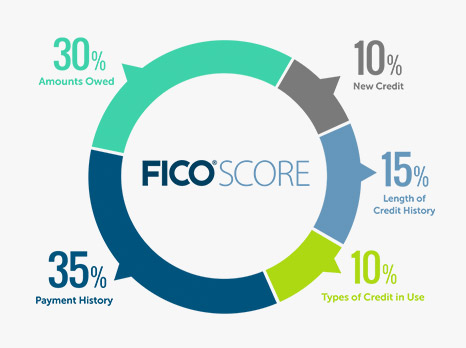 30%
Amounts Owed
10%
New Credit
FICO® SCORE
15%
Length of
Credit History
35%
Payment History
10%
Types of Credit in Use